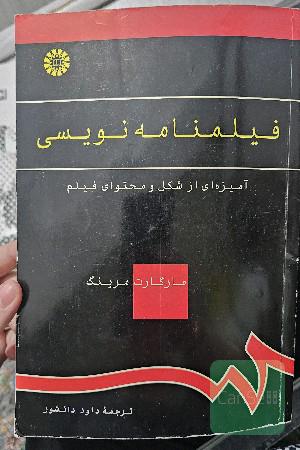 فیلمنامه نویسی
آمیزه‌ای از شکل و محتوای فیلم
مارگارت مرینگ
ترجمهٔ داود دانشور